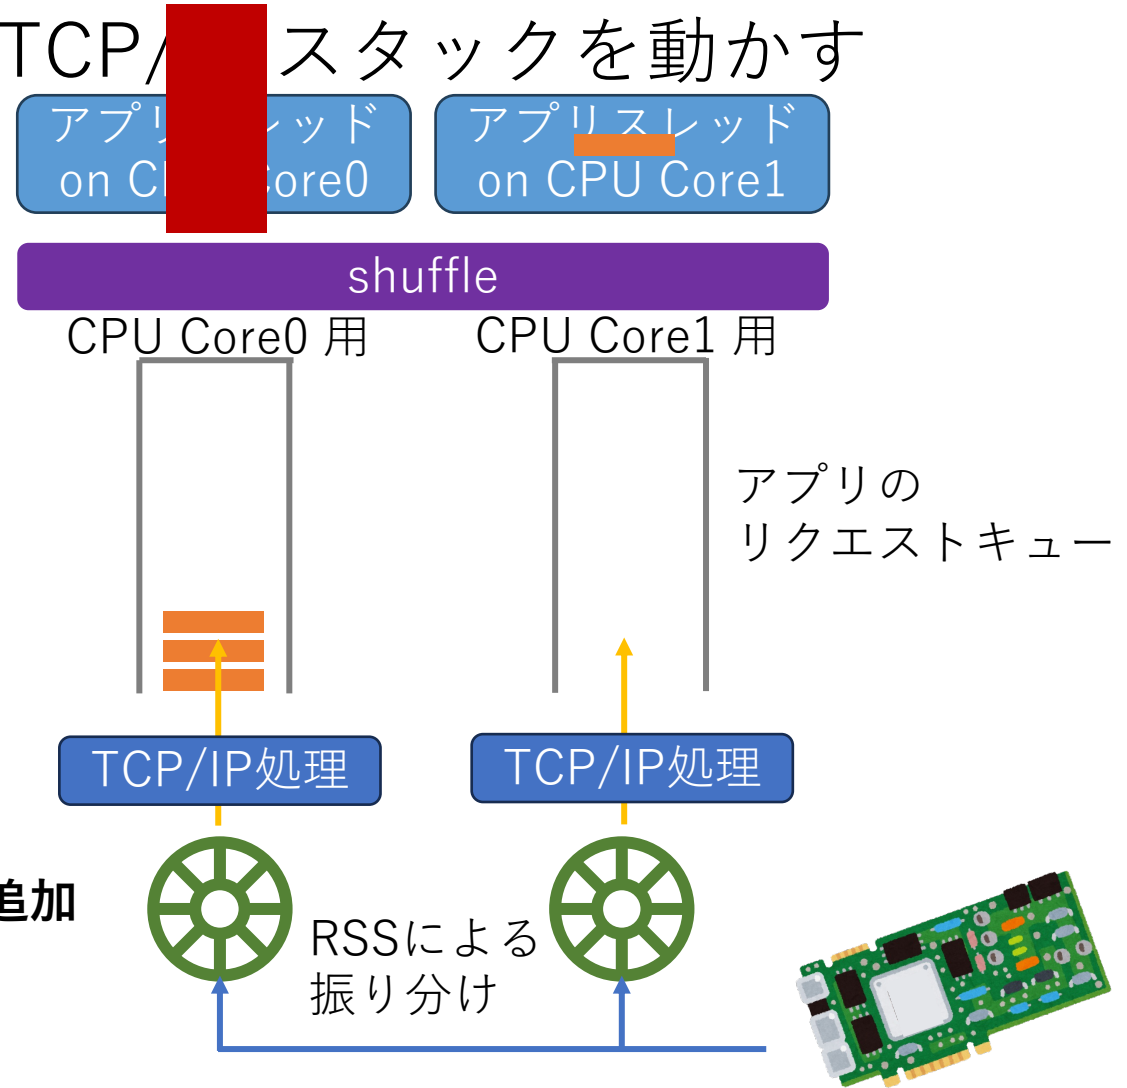 TCP/ スタックを動かす
アプリ レッド
on C Core0
アプリスレッド
on CPU Core1
shuffle
CPU Core0 用
CPU Core1 用
アプリの
リクエストキュー
TCP/IP処理
TCP/IP処理
追加
RSSによる
振り分け